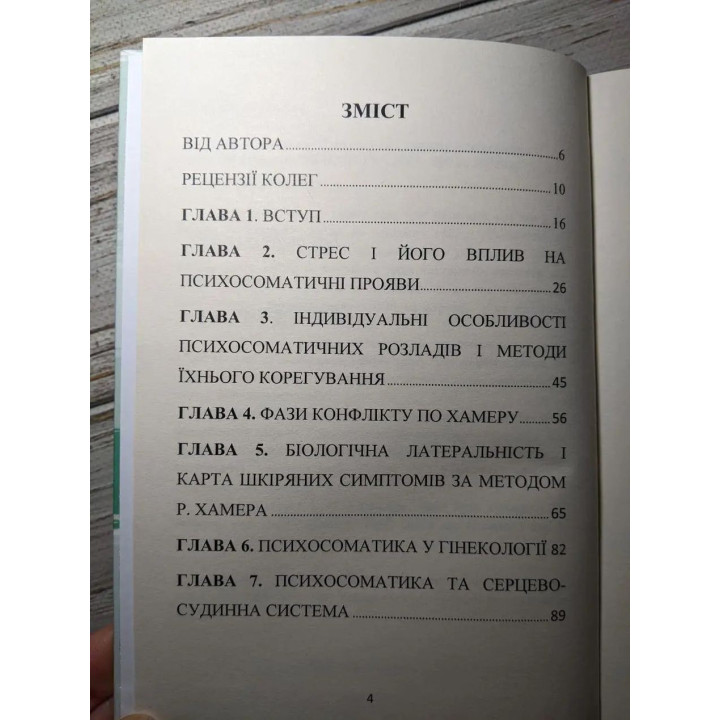 ЗМІСТ
ВІД АВТОРА....................................................6
РЕЦЕНЗІЇ КОЛЕГ.............................................10
ГЛАВА 1. ВСТУП.............................................16
ГЛАВА 2. СТРЕС І ЙОГО ВПЛИВ НА
ПСИХОСОМАТИЧНІ ПРОЯВИ..........................26
ГЛАВА 3. ІНДИВІДУАЛЬНІ ОСОБЛИВОСТІ
ПСИХОСОМАТИЧНИХ РОЗЛАДІВ І МЕТОДИ
ЇХНЬОГО КОРЕГУВАННЯ................................45
ГЛАВА 4. ФАЗИ КОНФЛІКТУ ПО ХАМЕРУ.........56
ГЛАВА 5. БІОЛОГІЧНА ЛАТЕРАЛЬНІСТЬ І
КАРТА ШКІРЯНИХ СИМПТОМІВ ЗА МЕТОДОМ
Р. ХАМЕРА.....................................................65
ГЛАВА 6. ПСИХОСОМАТИКА У ГІНЕКОЛОГІЇ 82
ГЛАВА 7. ПСИХОСОМАТИКА ТА СЕРЦЕВО-
СУДИННА СИСТЕМА.......................................89
4